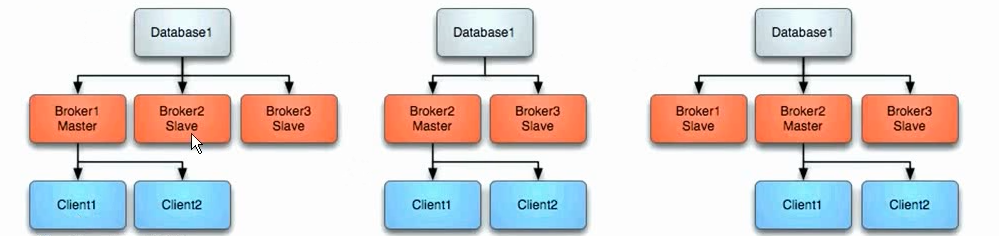 Database1
Broker1
Master
Broker2
Slave
Broker3
Slave
Client1
Client2
Database1
Broker2
Master
Broker3
Slave
Client1
Client2
Database1
Broker1
Slave
Broker2
Master
Broker3
Slave
Client1
Client2